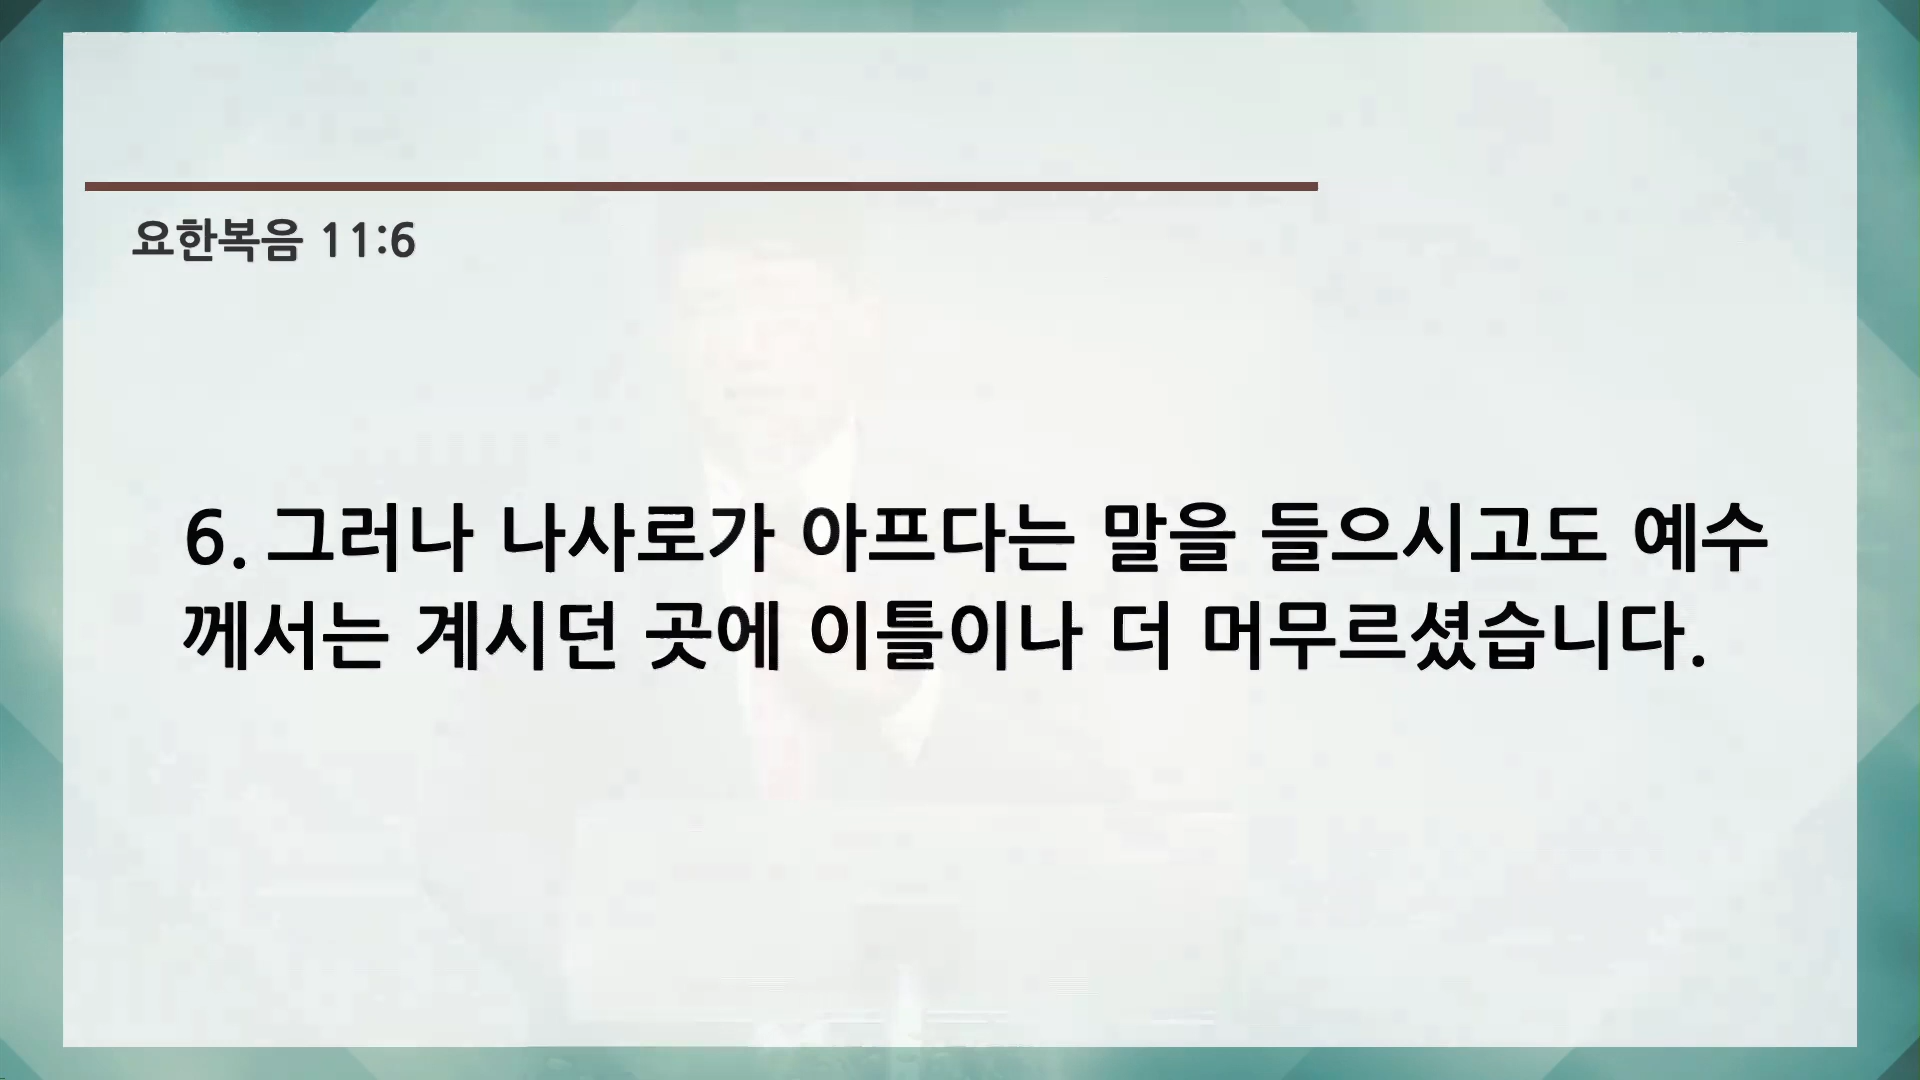 요한복음 11:6
6. 그러나 나사로가 아프다는 말을 들으시고도 예수
께서는 계시던 곳에 이틀이나 더 머무르셨습니다.